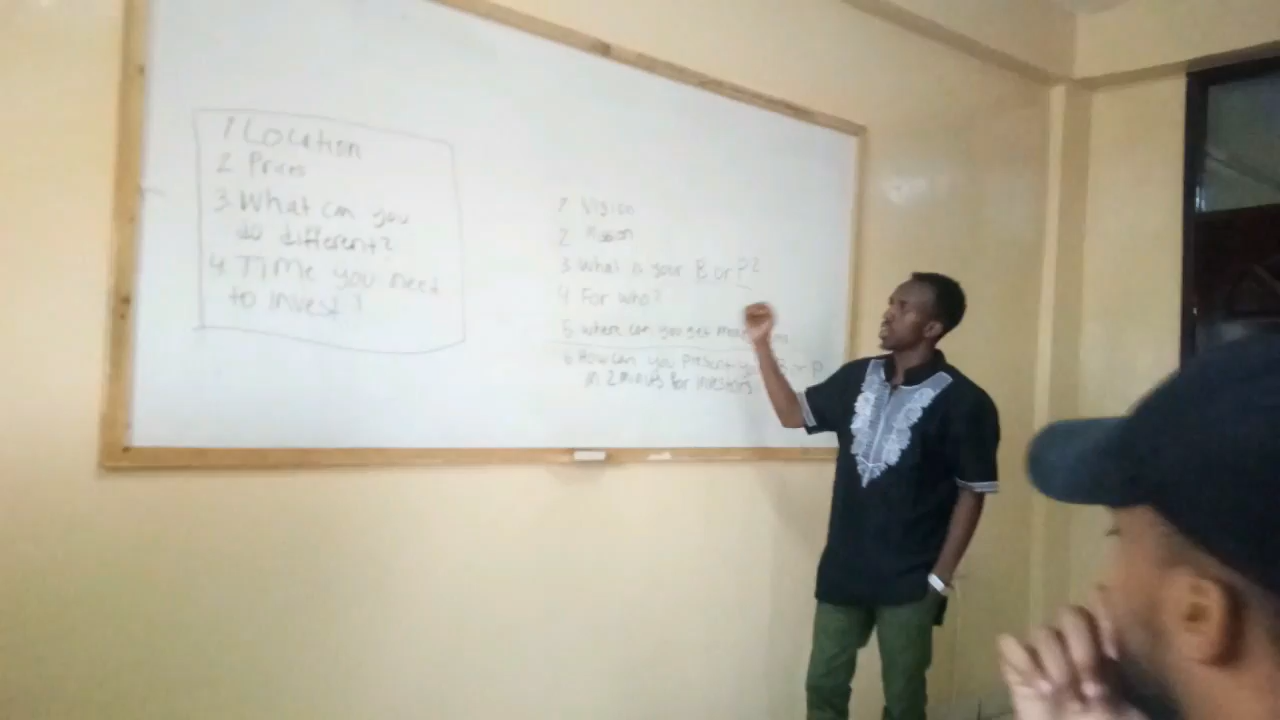 1 Location
2 Prices
3 What can you
do different?
4 Time you need
to invest?
1 Vision
2 Mission
3 What is your B or P?
4 For who?
5 Where can you get
6 How can you present P
in 2 minuts for investors